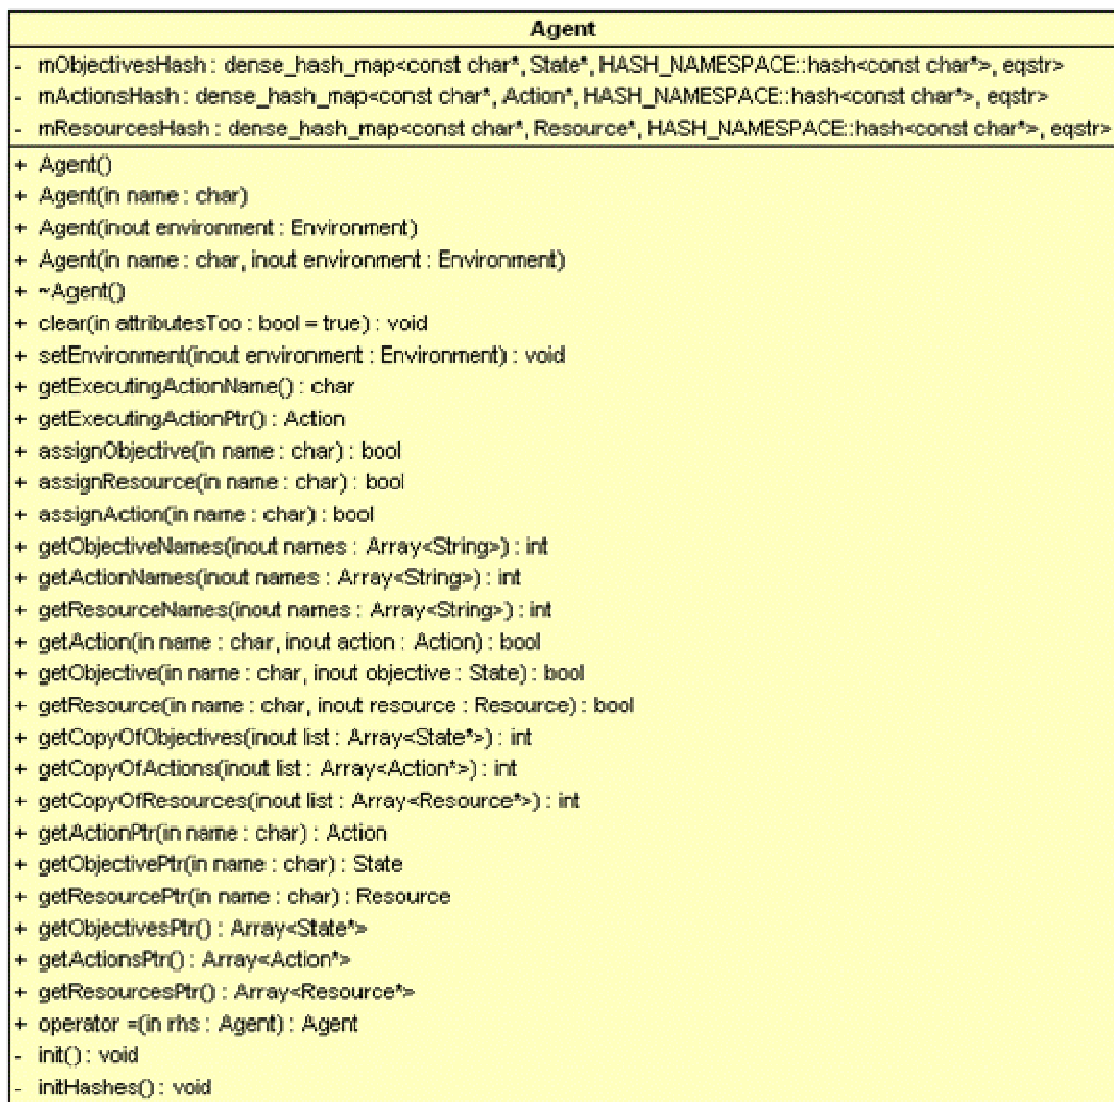 Agent
- mObjectivesHash : dense_hash_map<const char*, State*, HASH_NAMESPACE::hash<const char*>, eqstr>
- mActionsHash : dense_hash_map<const char*, Action*, HASH_NAMESPACE::hash<const char*>, eqstr>
- mResourcesHash : dense_hash_map<const char*, Resource*, HASH_NAMESPACE::hash<const char*>, eqstr>
+ Agent()
+ Agent(in name : char)
+ Agent(inout environment : Environment)
+ Agent(in name : char, inout environment : Environment)
+ ~Agent()
+ clear(in attributesToo : bool = true) : void
+ setEnvironment(inout environment : Environment) : void
+ getExecutingActionName() : char
+ getExecutingActionPtr() : Action
+ assignObjective(in name : char) : bool
+ assignResource(in name : char) : bool
+ assignAction(in name : char) : bool
+ getObjectiveNames(inout names : Array<String>) : int
+ getActionNames(inout names : Array<String>) : int
+ getResourceNames(inout names : Array<String>) : int
+ getAction(in name : char, inout action : Action) : bool
+ getObjective(in name : char, inout objective : State) : bool
+ getResource(in name : char, inout resource : Resource) : bool
+ getCopyOfObjectives(inout list : Array<State*>) : int
+ getCopyOfActions(inout list : Array<Action*>) : int
+ getCopyOfResources(inout list : Array<Resource*>) : int
+ getActionPtr(in name : char) : Action
+ getObjectivePtr(in name : char) : State
+ getResourcePtr(in name : char) : Resource
+ getObjectivesPtr() : Array<State*>
+ getActionsPtr() : Array<Action*>
+ getResourcesPtr() : Array<Resource*>
+ operator =(in rhs : Agent) : Agent
- init() : void
- initHashes() : void